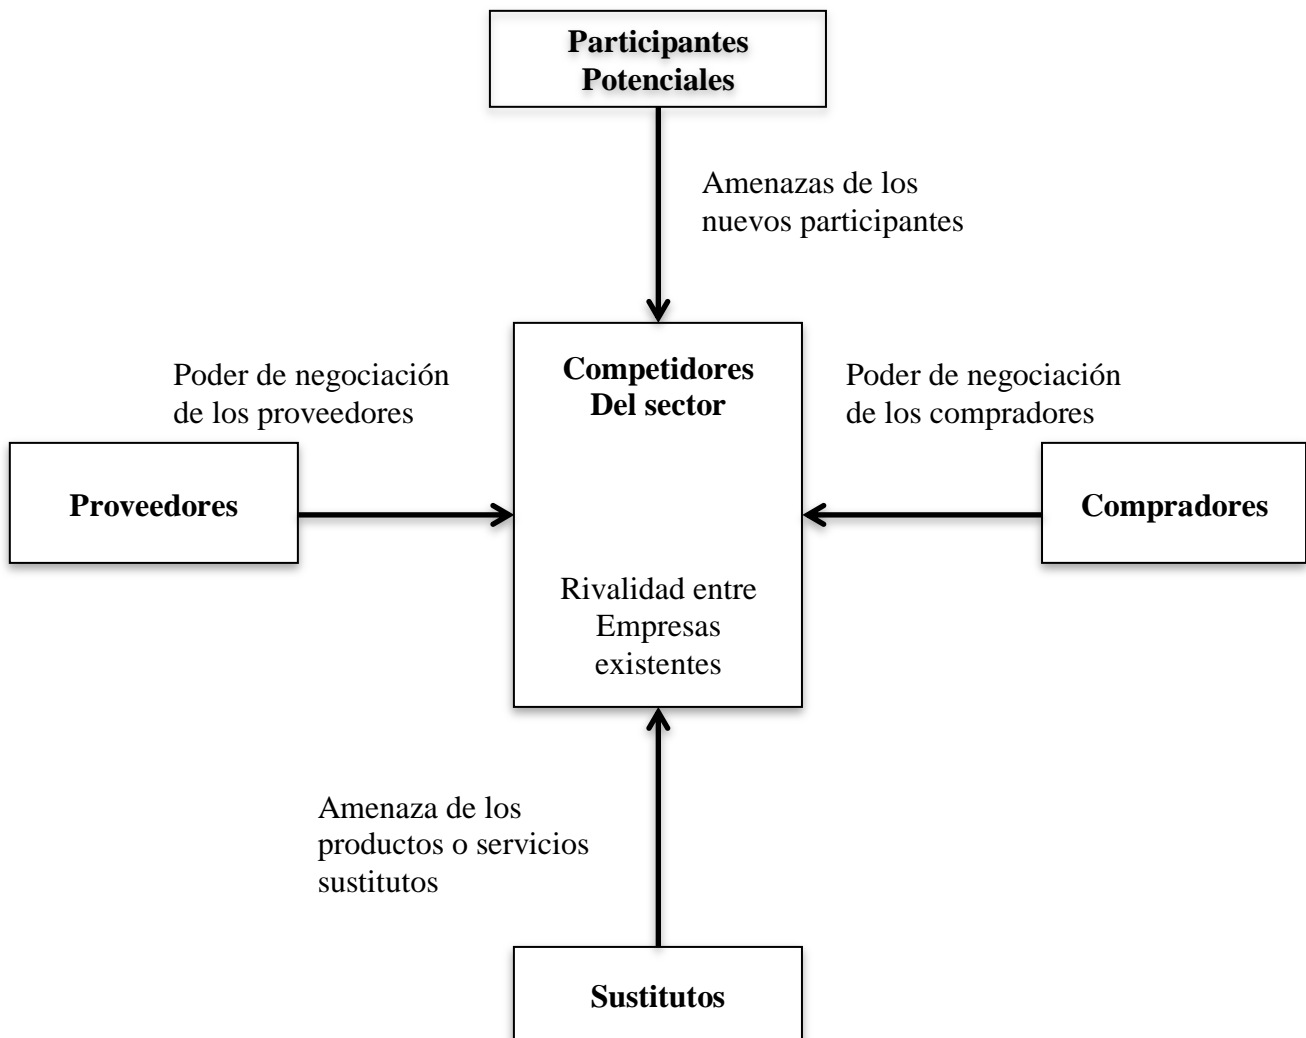 Participantes
Potenciales
Amenazas de los
nuevos participantes
Poder de negociación
de los proveedores
Competidores
Del sector
Poder de negociación
de los compradores
Proveedores
Compradores
Rivalidad entre
Empresas
existentes
Amenaza de los
productos o servicios
sustitutos
Sustitutos